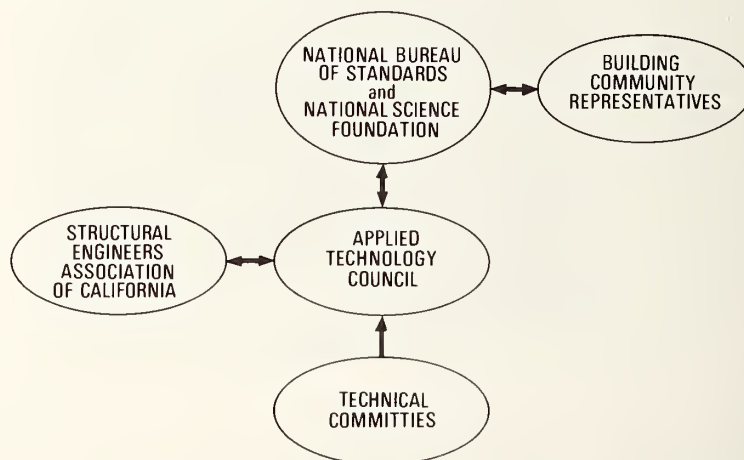 NATIONAL BUREAU
OF STANDARDS
and
NATIONAL SCIENCE
FOUNDATION
BUILDING
COMMUNITY
REPRESENTATIVES
STRUCTURAL
ENGINEERS
ASSOCIATION
OF CALIFORNIA
APPLIED
TECHNOLOGY
COUNCIL
TECHNICAL
COMMITTIES